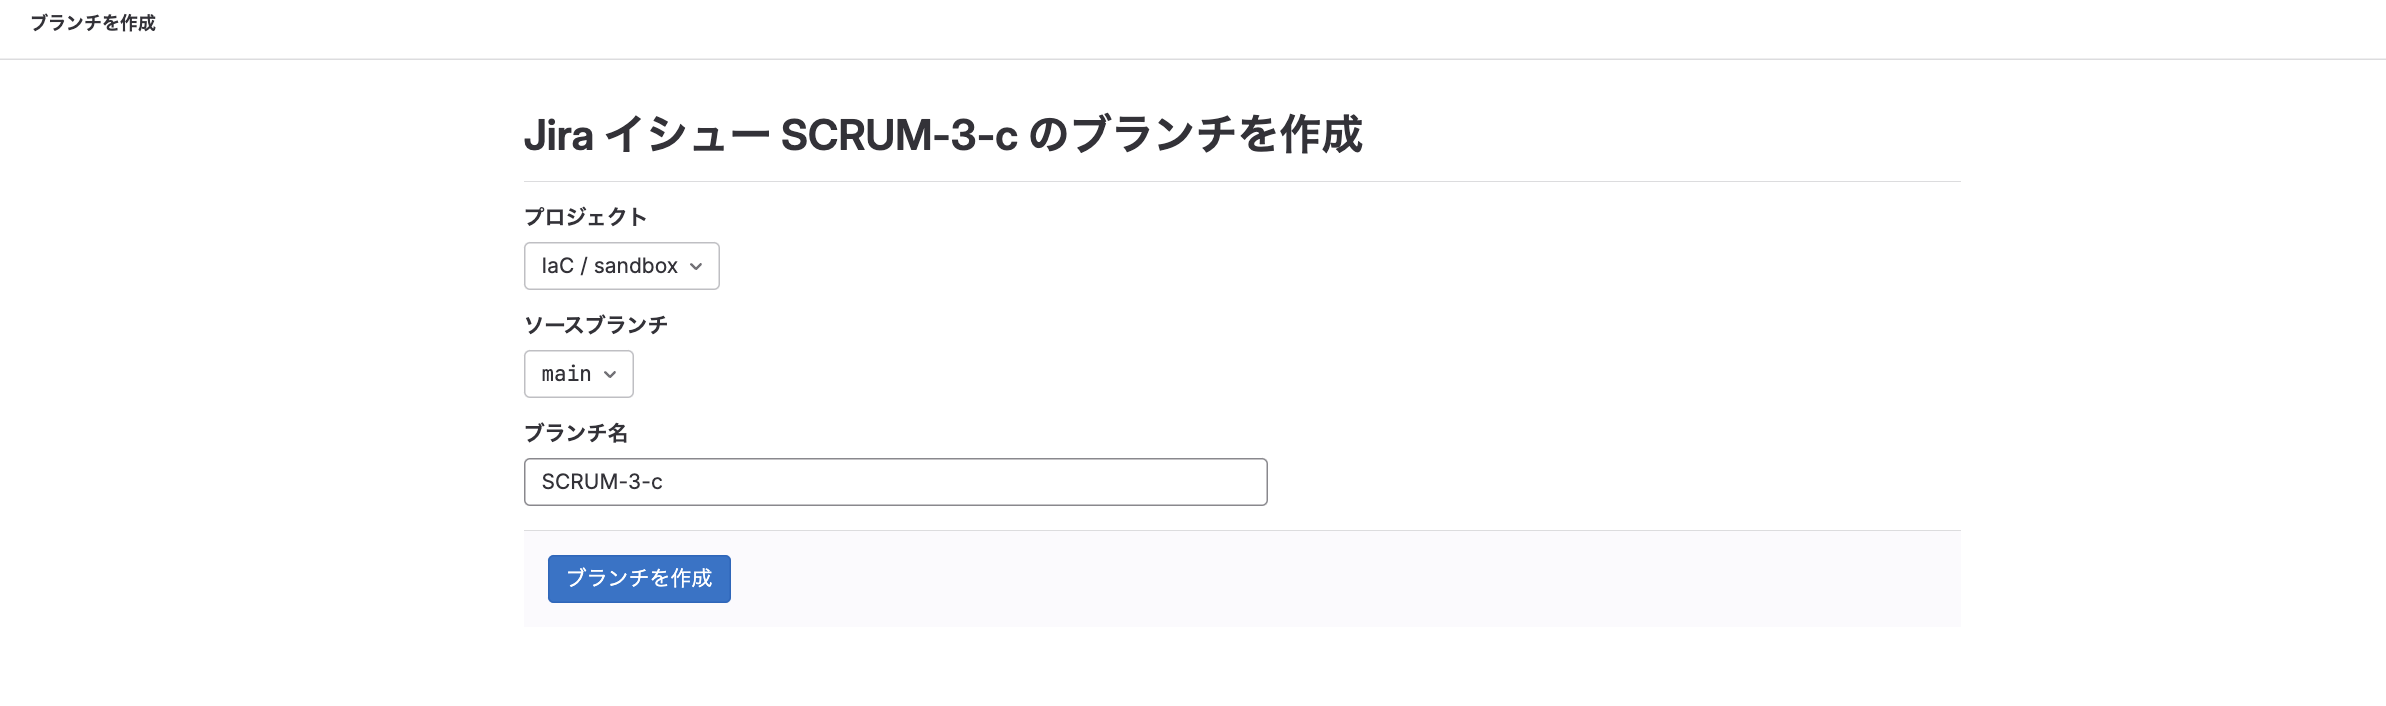 ブランチを作成
Jira イシュー SCRUM-3-c のブランチを作成
プロジェクト
IaC / sandbox
ソースブランチ
main
ブランチ名
SCRUM-3-c
ブランチを作成